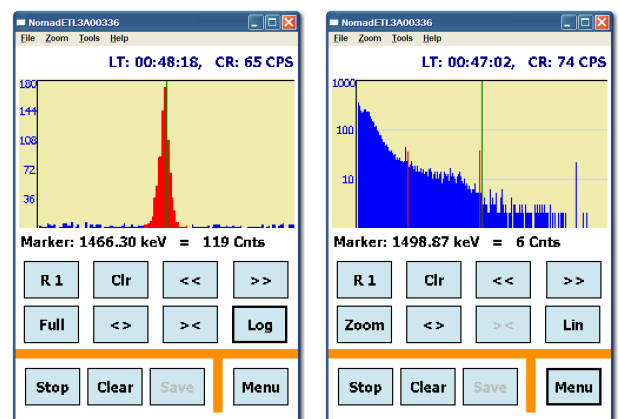 NomadETL3A00336
File Zoom Tools Help
LT: 00:48:18, CR: 65 CPS
180
144
108
72
36
Marker: 1466.30 keV = 119 Cnts
R 1 Clr << >>
Full <> >< Log
Stop Clear Save Menu
NomadETL3A00336
File Zoom Tools Help
LT: 00:47:02, CR: 74 CPS
1000
100
10
Marker: 1498.87 keV = 6 Cnts
R 1 Clr << >>
Zoom <> >< Lin
Stop Clear Save Menu